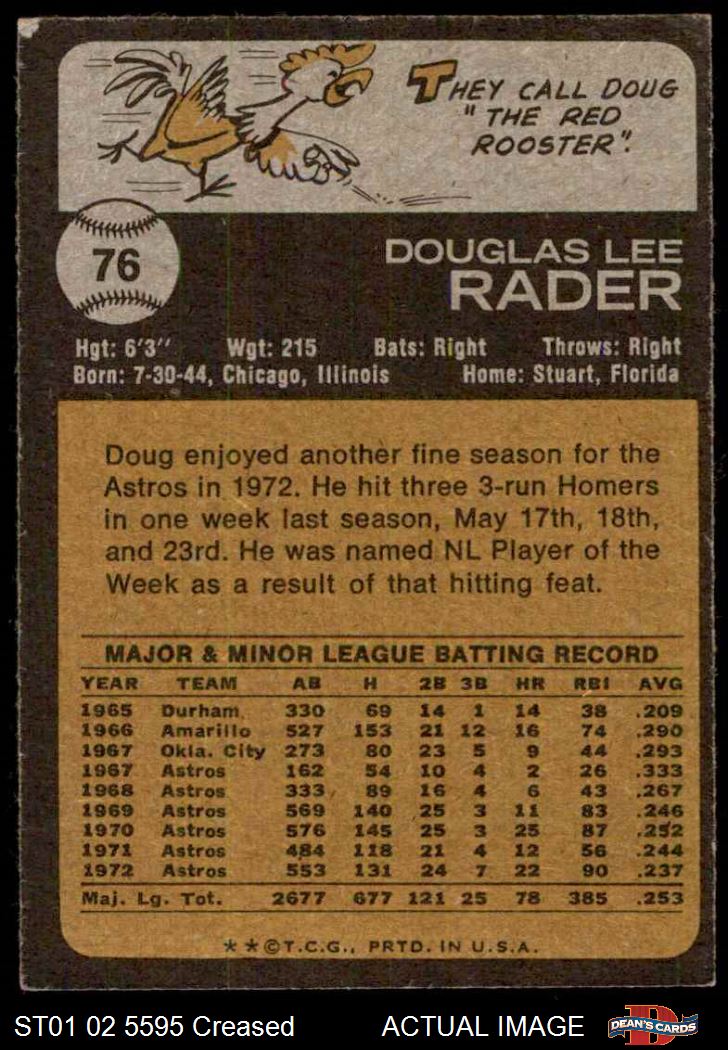 THEY CALL DOUG
"THE RED
ROOSTER".
76
DOUGLAS LEE
RADER
Hgt: 6'3" Wgt: 215 Bats: Right Throws: Right
Born: 7-30-44, Chicago, Illinois Home: Stuart, Florida
Doug enjoyed another fine season for the
Astros in 1972. He hit three 3-run Homers
in one week last season, May 17th, 18th,
and 23rd. He was named NL Player of the
Week as a result of that hitting feat.
MAJOR & MINOR LEAGUE BATTING RECORD
YEAR TEAM AB H 2B 3B HR RBI AVG
1965 Durham 330 69 14 1 14 38 .209
1966 Amarillo 527 153 21 12 16 74 .290
1967 Okla. City 273 80 23 5 9 44 .293
1967 Astros 162 54 10 4 2 26 .333
1968 Astros 333 89 16 4 6 43 .267
1969 Astros 569 140 25 3 11 83 .246
1970 Astros 576 145 25 3 25 87 .252
1971 Astros 484 118 21 4 12 56 .244
1972 Astros 553 131 24 7 22 90 .237
Maj. Lg. Tot. 2677 677 121 25 78 385 .253
* * © T.C.G., PRTD. IN U.S.A.
ST01 02 5595 Creased ACTUAL IMAGE
D
DEAN'S CARDS